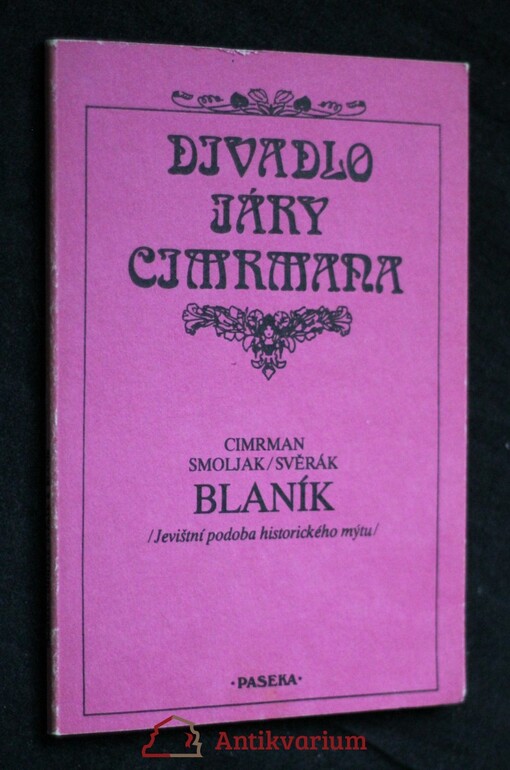 DIVADLO
JÁRY
CIMRMANA
CIMRMAN
SMOLJAK/SVĚRÁK
BLANÍK
/Jevištní podoba historického mýtu/
·PASEKA·
Antikvarium